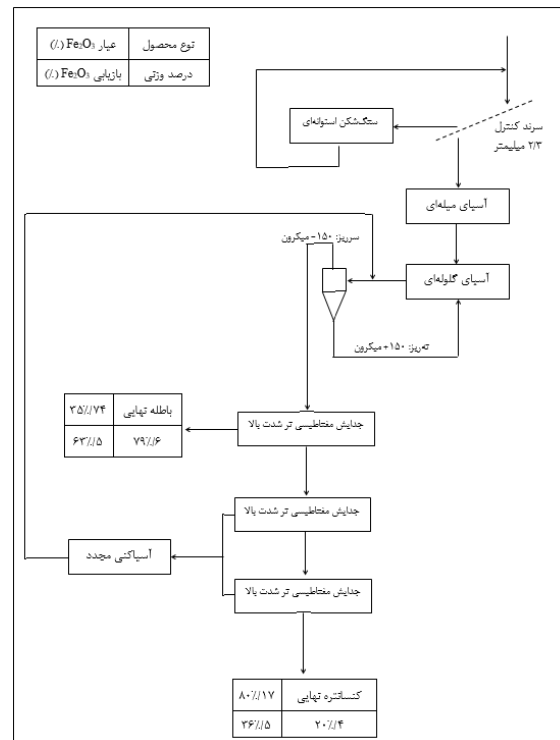 نوع محصول عیار Fe₂O₃ (٪)
درصد وزنی بازیابی Fe₂O₃ (٪)
سرند کنترل
۲/۳ میلیمتر
سنگ‌شکن استوانه‌ای
آسیای میله‌ای
سرریز: ۱۵۰- میکرون
آسیای گلوله‌ای
ته‌ریز: ۱۵۰+ میکرون
جدایش مغناطیسی تر شدت بالا
باطله نهایی ۳۵٪/۷۴
۷۹٪/۶ ۶۳٪/۵
جدایش مغناطیسی تر شدت بالا
آسیاکنی مجدد
جدایش مغناطیسی تر شدت بالا
کنسانتره نهایی ۸۰٪/۱۷
۲۰٪/۴ ۳۶٪/۵